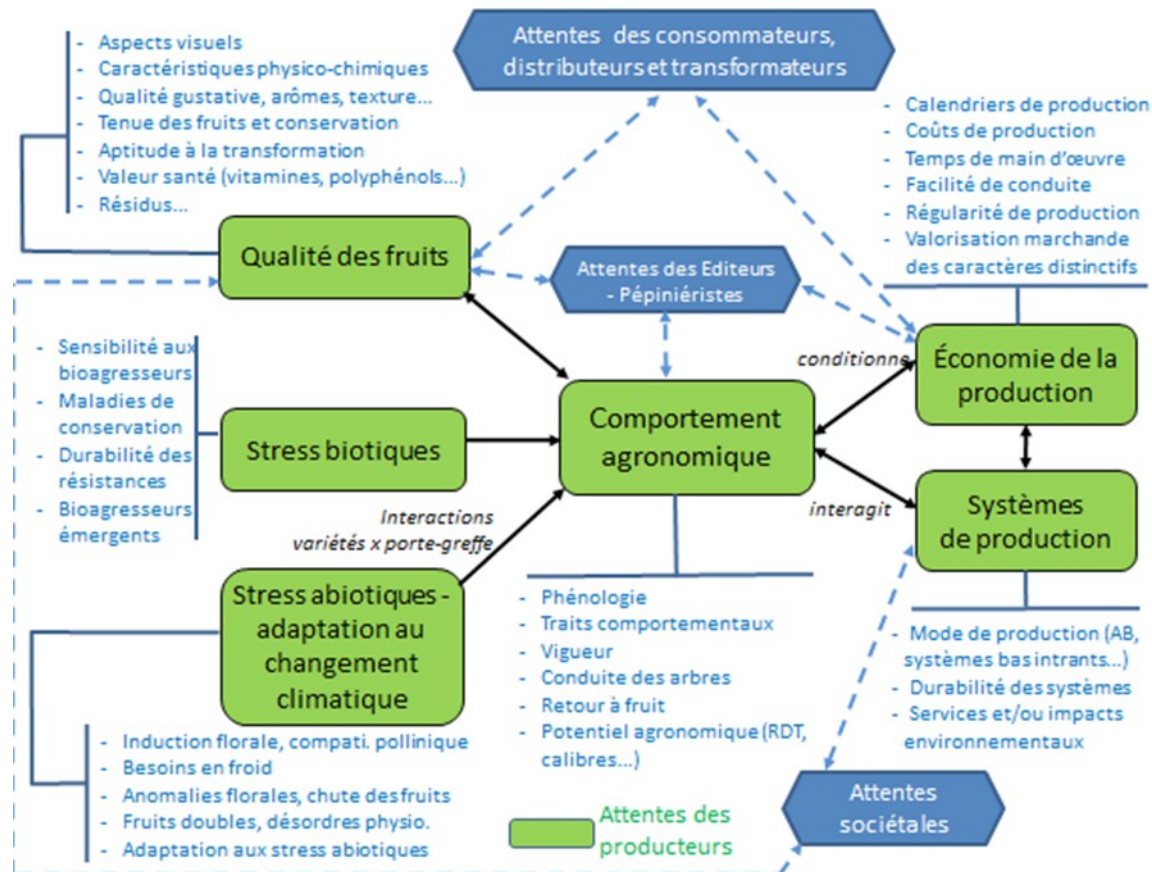 - Aspects visuels
- Caractéristiques physico-chimiques
- Qualité gustative, arômes, texture...
- Tenue des fruits et conservation
- Aptitude à la transformation
- Valeur santé (vitamines, polyphénols...)
- Résidus...
Attentes des consommateurs,
distributeurs et transformateurs
- Calendriers de production
- Coûts de production
- Temps de main d'œuvre
- Facilité de conduite
- Régularité de production
- Valorisation marchande
des caractères distinctifs
Qualité des fruits
Attentes des Editeurs
- Pépiniéristes
- Sensibilité aux
bioagresseurs
- Maladies de
conservation
- Durabilité des
résistances
- Bioagresseurs
émergents
Stress biotiques
Comportement
agronomique
conditionne
Économie de la
production
interagit
Systèmes
de production
Interactions
variétés x porte-greffe
Stress abiotiques -
adaptation au
changement
climatique
- Phénologie
- Traits comportementaux
- Vigueur
- Conduite des arbres
- Retour à fruit
- Potentiel agronomique (RDT,
calibres...)
- Mode de production (AB,
systèmes bas intrants...)
- Durabilité des systèmes
- Services et/ou impacts
environnementaux
- Induction florale, compati. pollinique
- Besoins en froid
- Anomalies florales, chute des fruits
- Fruits doubles, désordres physio.
- Adaptation aux stress abiotiques
Attentes des
producteurs
Attentes
sociétales